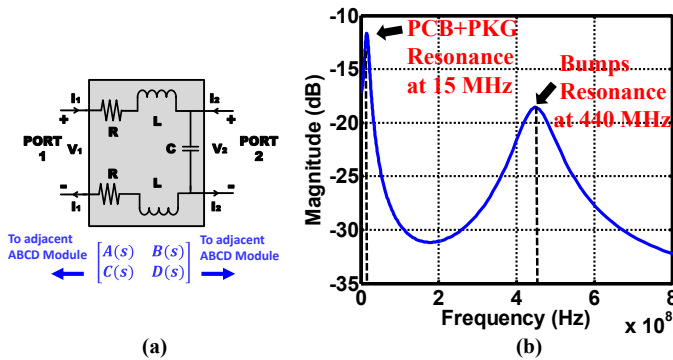 (a)
I₁
R
L
I₂
+
+
PORT
1
V₁
C
V₂
PORT
2
R
L
−
−
I₁
I₂
To adjacent
ABCD Module
[A(s) B(s)
C(s) D(s)]
To adjacent
ABCD Module
(a)
(b)
Magnitude (dB)
-10
-15
-20
-25
-30
-35
0
2
4
6
8
Frequency (Hz)
x 10⁸
PCB+PKG
Resonance
at 15 MHz
Bumps
Resonance
at 440 MHz
(b)